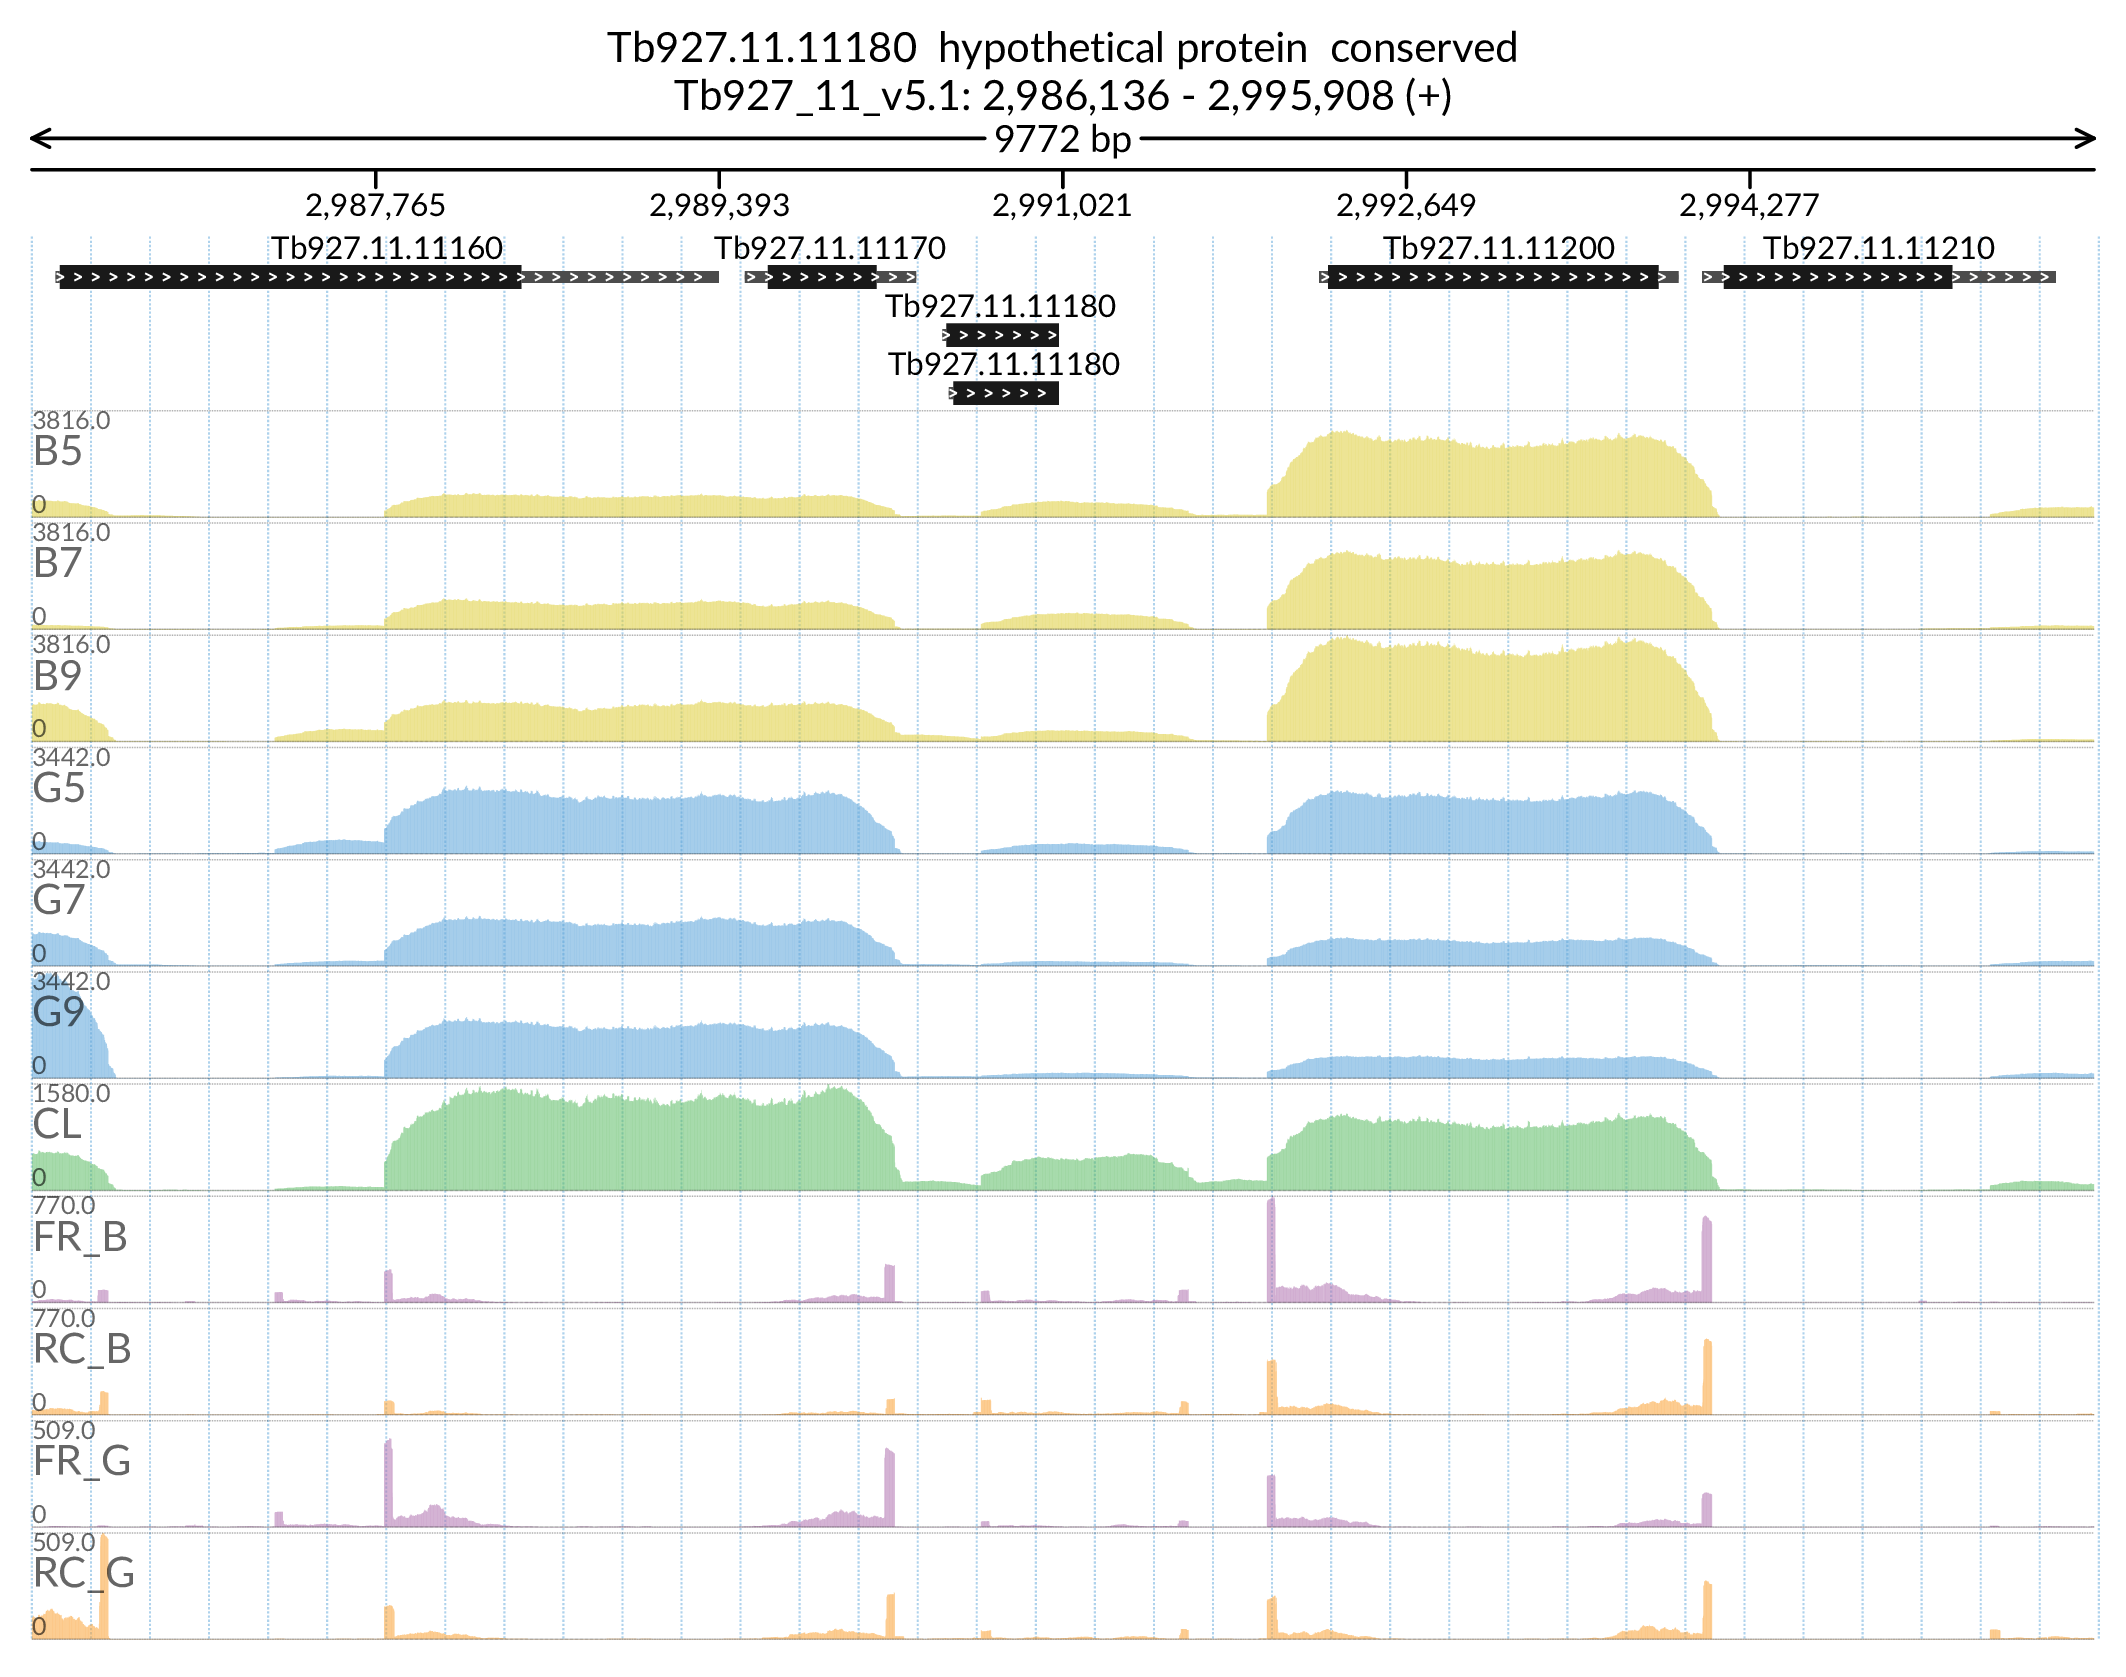 Tb927.11.11180  hypothetical protein  conserved
Tb927_11_v5.1: 2,986,136 - 2,995,908 (+)
9772 bp
2,987,765 2,989,393 2,991,021 2,992,649 2,994,277
Tb927.11.11160 Tb927.11.11170 Tb927.11.11200 Tb927.11.11210
Tb927.11.11180
Tb927.11.11180
3816.0
B5
0
3816.0
B7
0
3816.0
B9
0
3442.0
G5
0
3442.0
G7
0
3442.0
G9
0
1580.0
CL
0
770.0
FR_B
0
770.0
RC_B
0
509.0
FR_G
0
509.0
RC_G
0